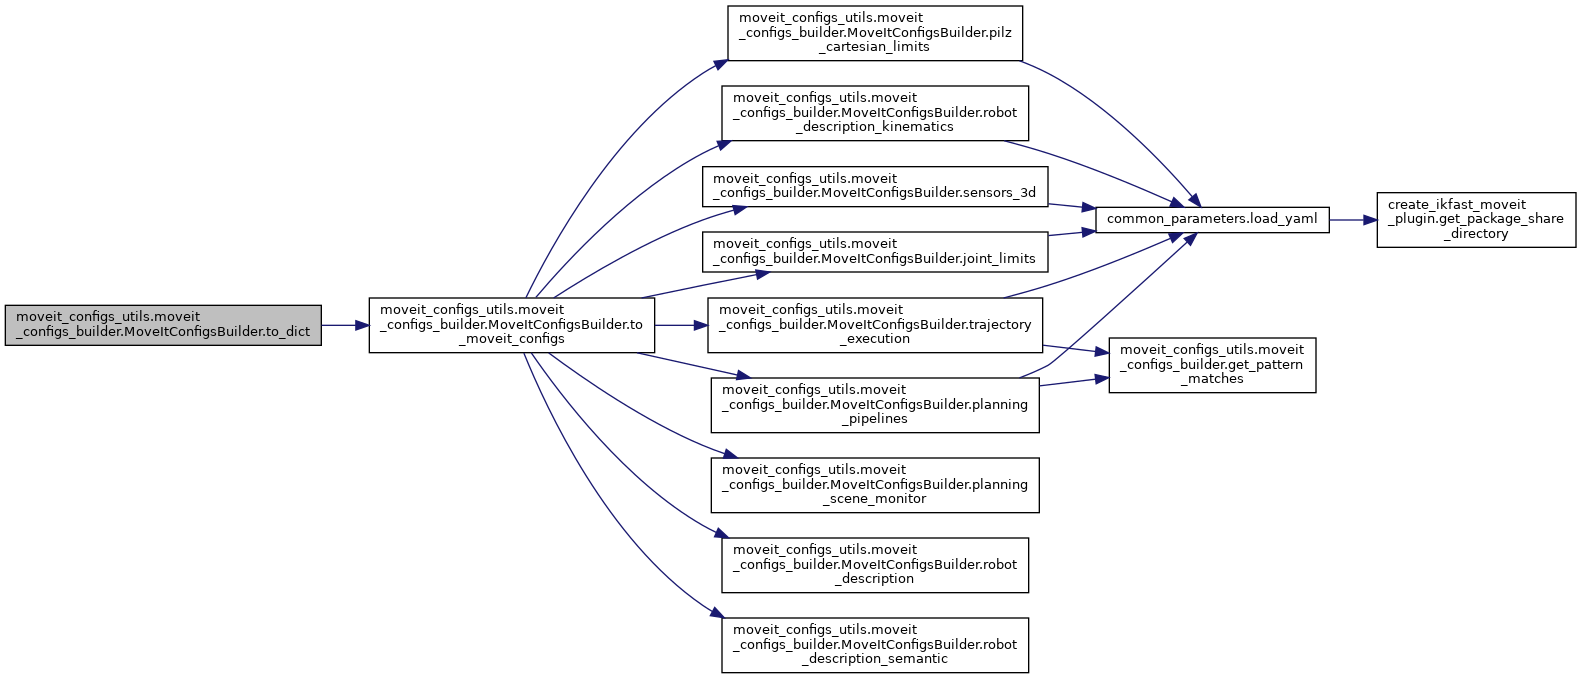 moveit_configs_utils.moveit
_configs_builder.MoveItConfigsBuilder.to_dict
moveit_configs_utils.moveit
_configs_builder.MoveItConfigsBuilder.to
_moveit_configs
moveit_configs_utils.moveit
_configs_builder.MoveItConfigsBuilder.pilz
_cartesian_limits
moveit_configs_utils.moveit
_configs_builder.MoveItConfigsBuilder.robot
_description_kinematics
moveit_configs_utils.moveit
_configs_builder.MoveItConfigsBuilder.sensors_3d
moveit_configs_utils.moveit
_configs_builder.MoveItConfigsBuilder.joint_limits
moveit_configs_utils.moveit
_configs_builder.MoveItConfigsBuilder.trajectory
_execution
moveit_configs_utils.moveit
_configs_builder.MoveItConfigsBuilder.planning
_pipelines
moveit_configs_utils.moveit
_configs_builder.MoveItConfigsBuilder.planning
_scene_monitor
moveit_configs_utils.moveit
_configs_builder.MoveItConfigsBuilder.robot
_description
moveit_configs_utils.moveit
_configs_builder.MoveItConfigsBuilder.robot
_description_semantic
common_parameters.load_yaml
moveit_configs_utils.moveit
_configs_builder.get_pattern
_matches
create_ikfast_moveit
_plugin.get_package_share
_directory